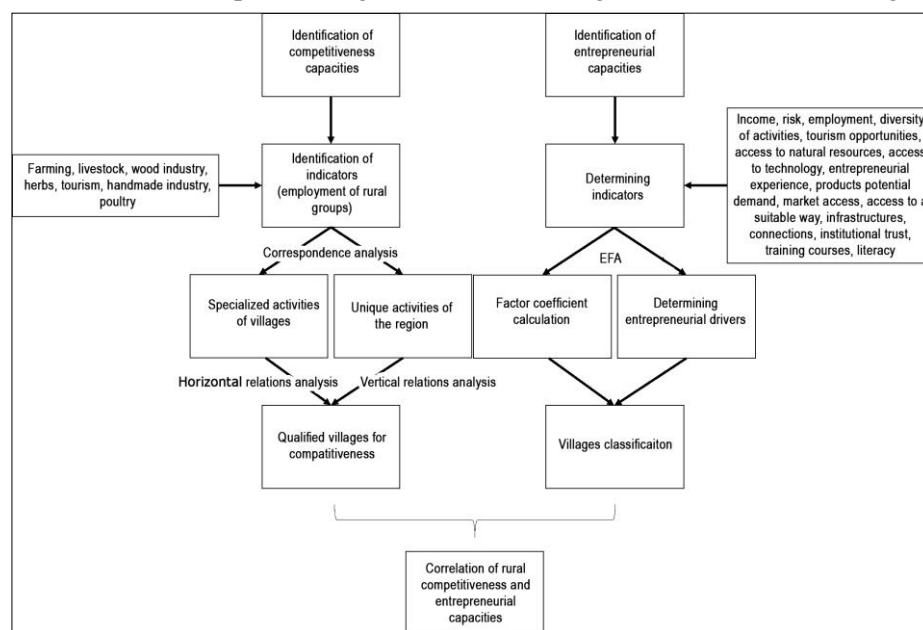 Identification of
competitiveness
capacities
Identification of
entrepreneurial
capacities
Farming, livestock, wood industry,
herbs, tourism, handmade industry,
poultry
Identification of
indicators
(employment of rural
groups)
Determining
indicators
Income, risk, employment, diversity
of activities, tourism opportunities,
access to natural resources, access
to technology, entrepreneurial
experience, products potential
demand, market access, access to a
suitable way, infrastructures,
connections, institutional trust,
training courses, literacy
Correspondence analysis
EFA
Specialized activities
of villages
Unique activities of
the region
Factor coefficient
calculation
Determining
entrepreneurial drivers
Horizontal relations analysis
Vertical relations analysis
Qualified villages for
compatitiveness
Villages classificaiton
Correlation of rural
competitiveness and
entrepreneurial
capacities